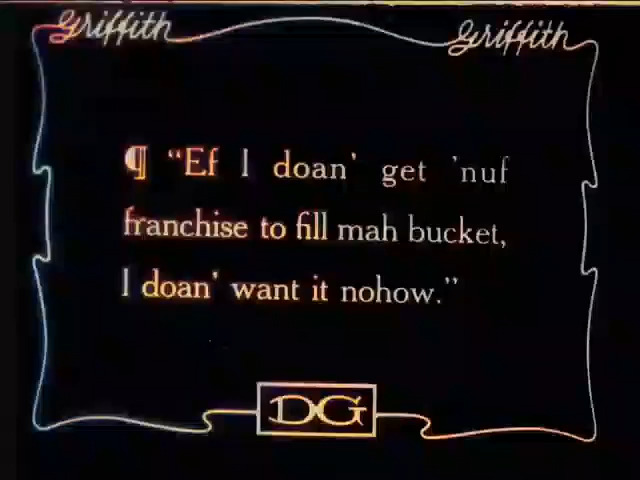 Griffith Griffith
¶ “Ef I doan' get 'nuf
franchise to fill mah bucket,
I doan' want it nohow.”
DG